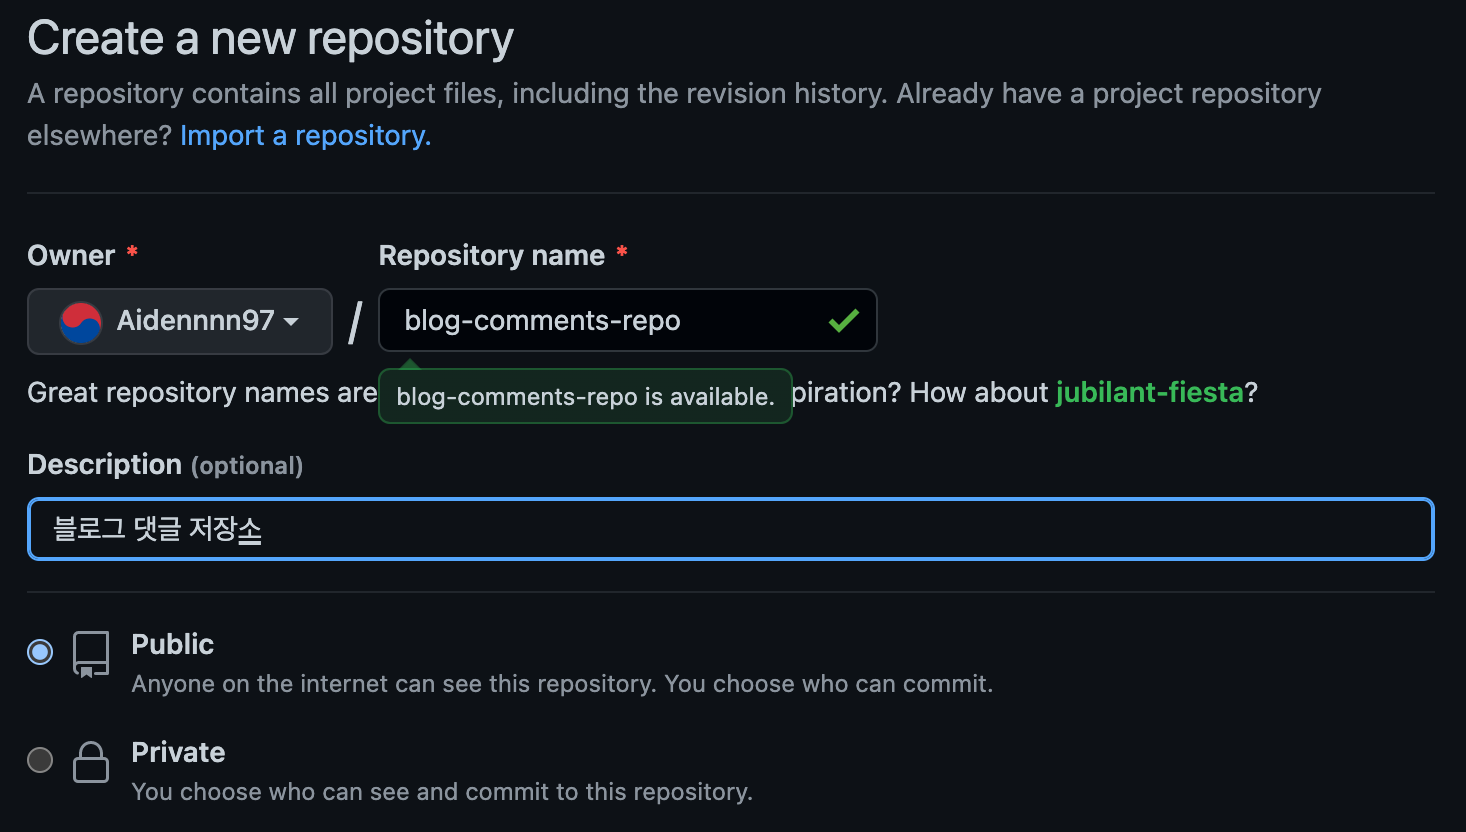 Create a new repository
A repository contains all project files, including the revision history. Already have a project repository
elsewhere? Import a repository.
Owner *
Repository name *
Aidennnn97
/
blog-comments-repo
Great repository names are
blog-comments-repo is available.
piration? How about jubilant-fiesta?
Description (optional)
블로그 댓글 저장소
Public
Anyone on the internet can see this repository. You choose who can commit.
Private
You choose who can see and commit to this repository.